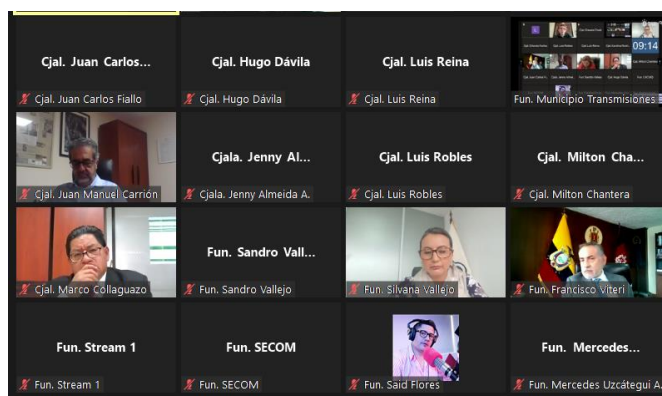 Cjal. Juan Carlos...
Cjal. Juan Carlos Fiallo
Cjal. Hugo Dávila
Cjal. Hugo Dávila
Cjal. Luis Reina
Cjal. Luis Reina
09:14
Fun. Municipio Transmisiones
Cjal. Juan Manuel Carrión
Cjala. Jenny Al...
Cjala. Jenny Almeida A.
Cjal. Luis Robles
Cjal. Luis Robles
Cjal. Milton Cha...
Cjal. Milton Chantera
Cjal. Marco Collaguazo
Fun. Sandro Vall...
Fun. Sandro Vallejo
Fun. Silvana Vallejo
Fun. Francisco Viteri
Fun. Stream 1
Fun. Stream 1
Fun. SECOM
Fun. SECOM
Fun. Said Flores
Fun. Mercedes...
Fun. Mercedes Uzcátegui A.